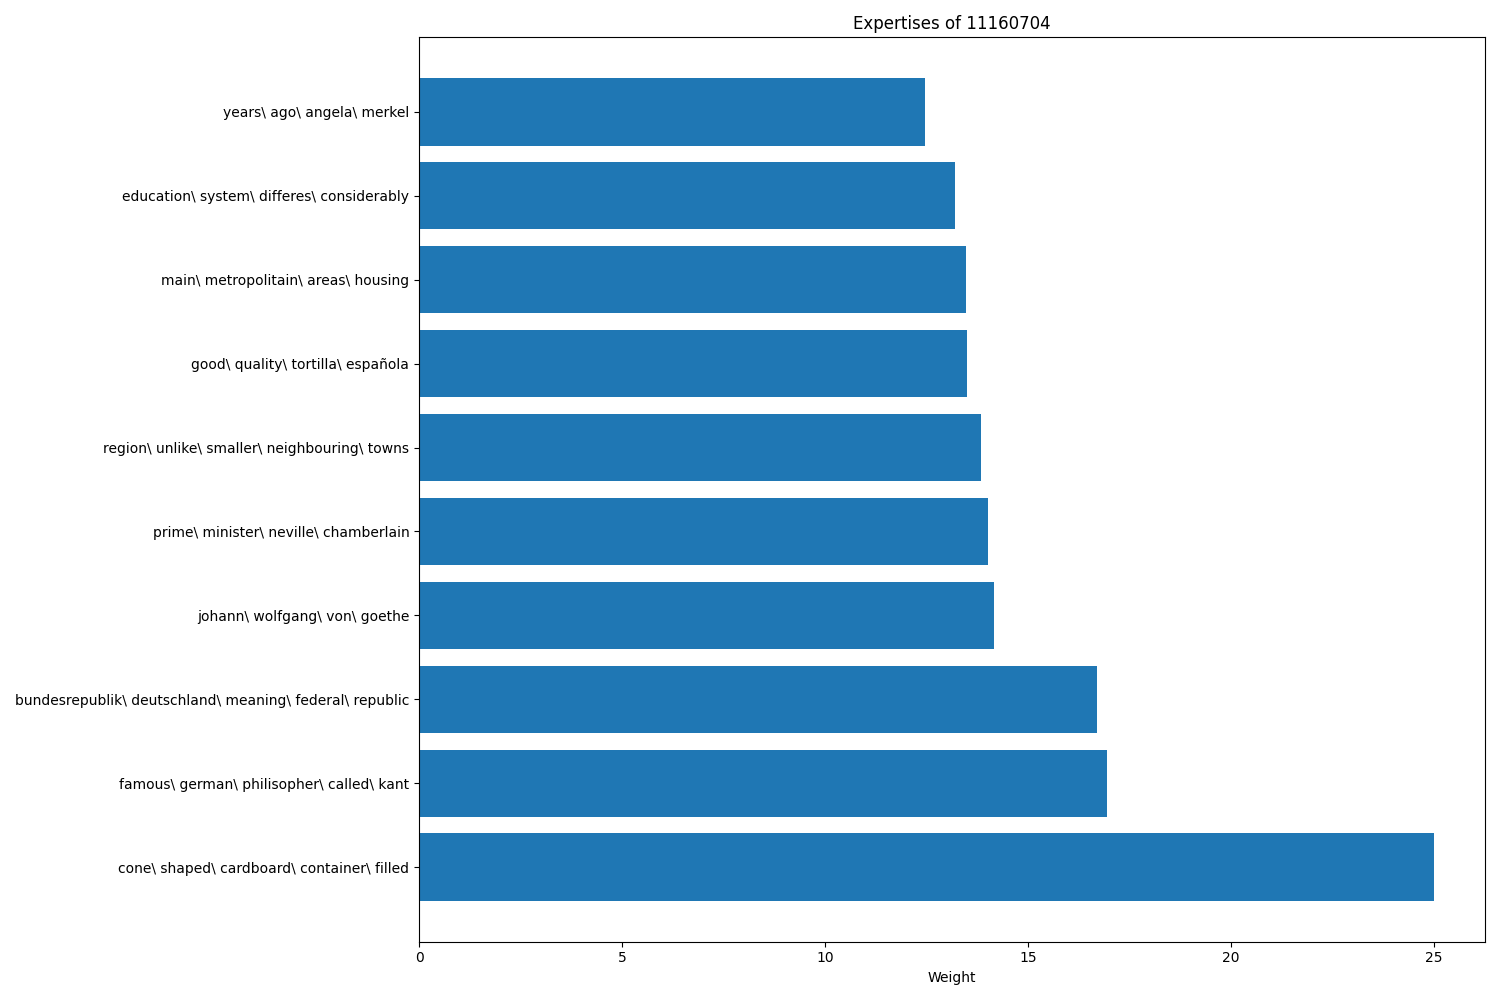 Expertises of 11160704
years\ ago\ angela\ merkel
education\ system\ differes\ considerably
main\ metropolitain\ areas\ housing
good\ quality\ tortilla\ española
region\ unlike\ smaller\ neighbouring\ towns
prime\ minister\ neville\ chamberlain
johann\ wolfgang\ von\ goethe
bundesrepublik\ deutschland\ meaning\ federal\ republic
famous\ german\ philisopher\ called\ kant
cone\ shaped\ cardboard\ container\ filled
0 5 10 15 20 25
Weight